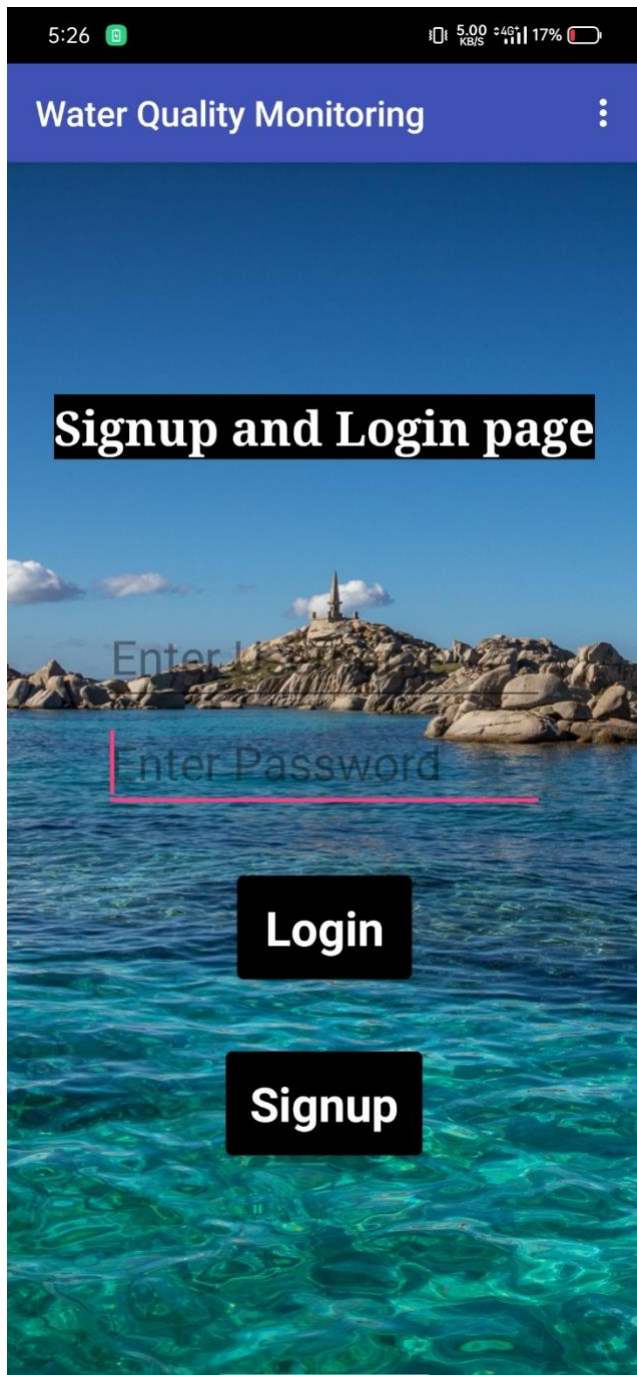 5:26 5.00 KB/S 4G+ 17%
Water Quality Monitoring
Signup and Login page
Enter Username
Enter Password
Login
Signup